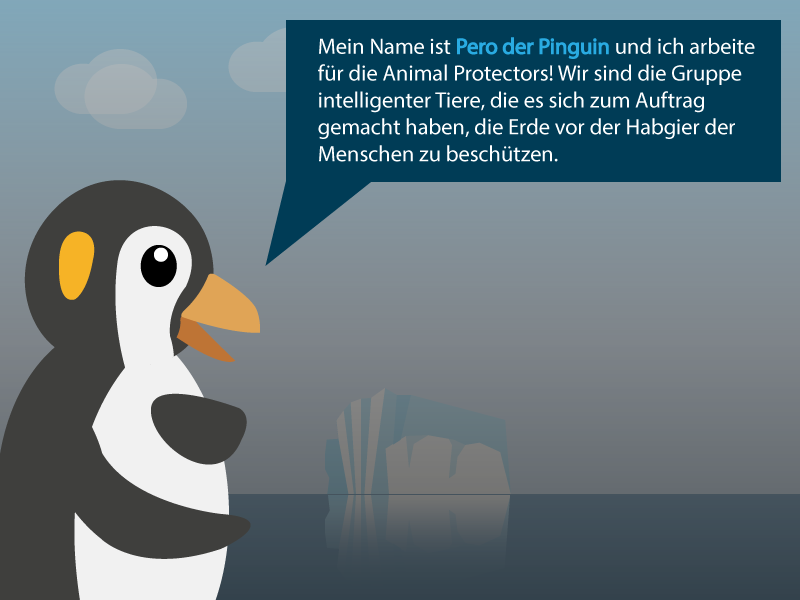 Mein Name ist Pero der Pinguin und ich arbeite
für die Animal Protectors! Wir sind die Gruppe
intelligenter Tiere, die es sich zum Auftrag
gemacht haben, die Erde vor der Habgier der
Menschen zu beschützen.